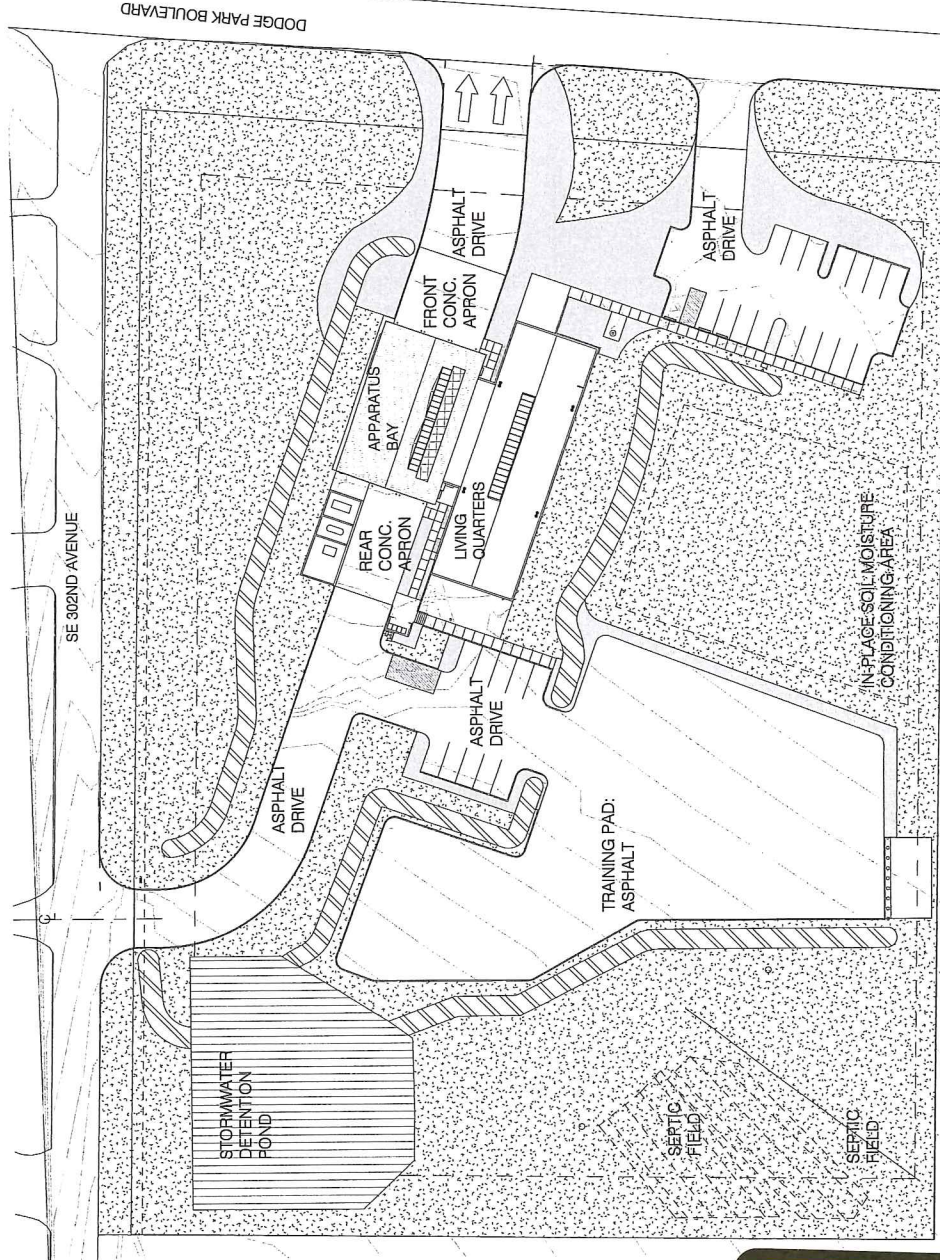 DODGE PARK BOULEVARD
SE 302ND AVENUE
ASPHALT
DRIVE
FRONT
CONC.
APRON
ASPHALT
DRIVE
APPARATUS
BAY
LIVING
QUARTERS
REAR
CONC.
APRON
IN-PLACE SOIL MOISTURE
CONDITIONING AREA
ASPHALT
DRIVE
ASPHALT
DRIVE
TRAINING PAD:
ASPHALT
STORMWATER
DETENTION
POND
SEPTIC
FIELD
SEPTIC
FIELD